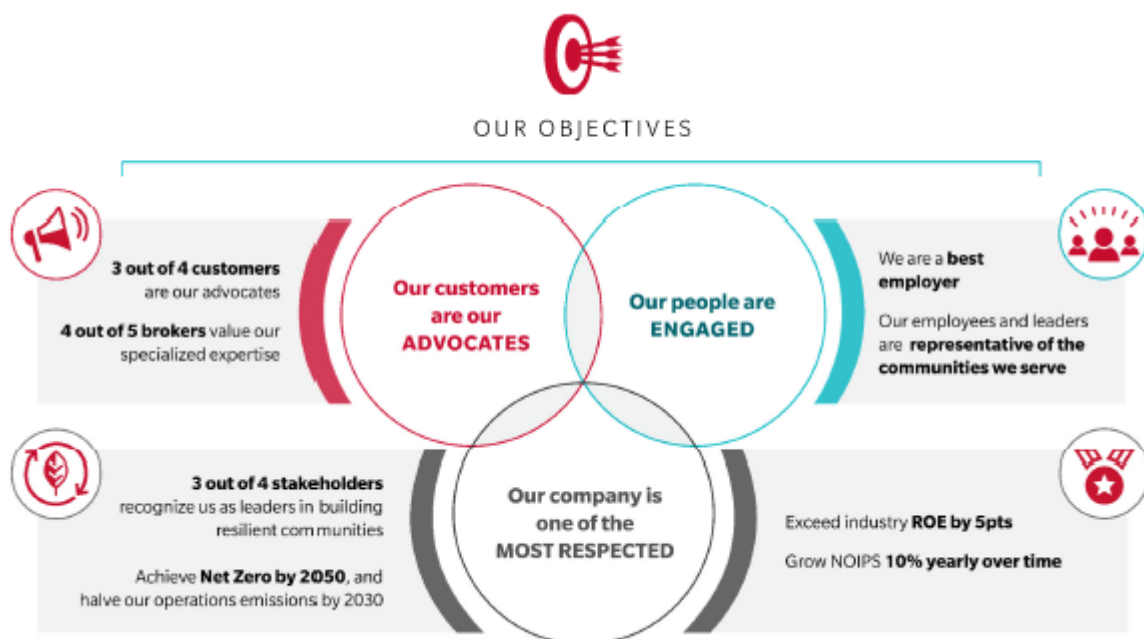 OUR OBJECTIVES
3 out of 4 customers
are our advocates
4 out of 5 brokers value our
specialized expertise
Our customers
are our
ADVOCATES
Our people are
ENGAGED
We are a best
employer
Our employees and leaders
are representative of the
communities we serve
3 out of 4 stakeholders
recognize us as leaders in building
resilient communities
Achieve Net Zero by 2050, and
halve our operations emissions by 2030
Our company is
one of the
MOST RESPECTED
Exceed industry ROE by 5pts
Grow NOIPS 10% yearly over time